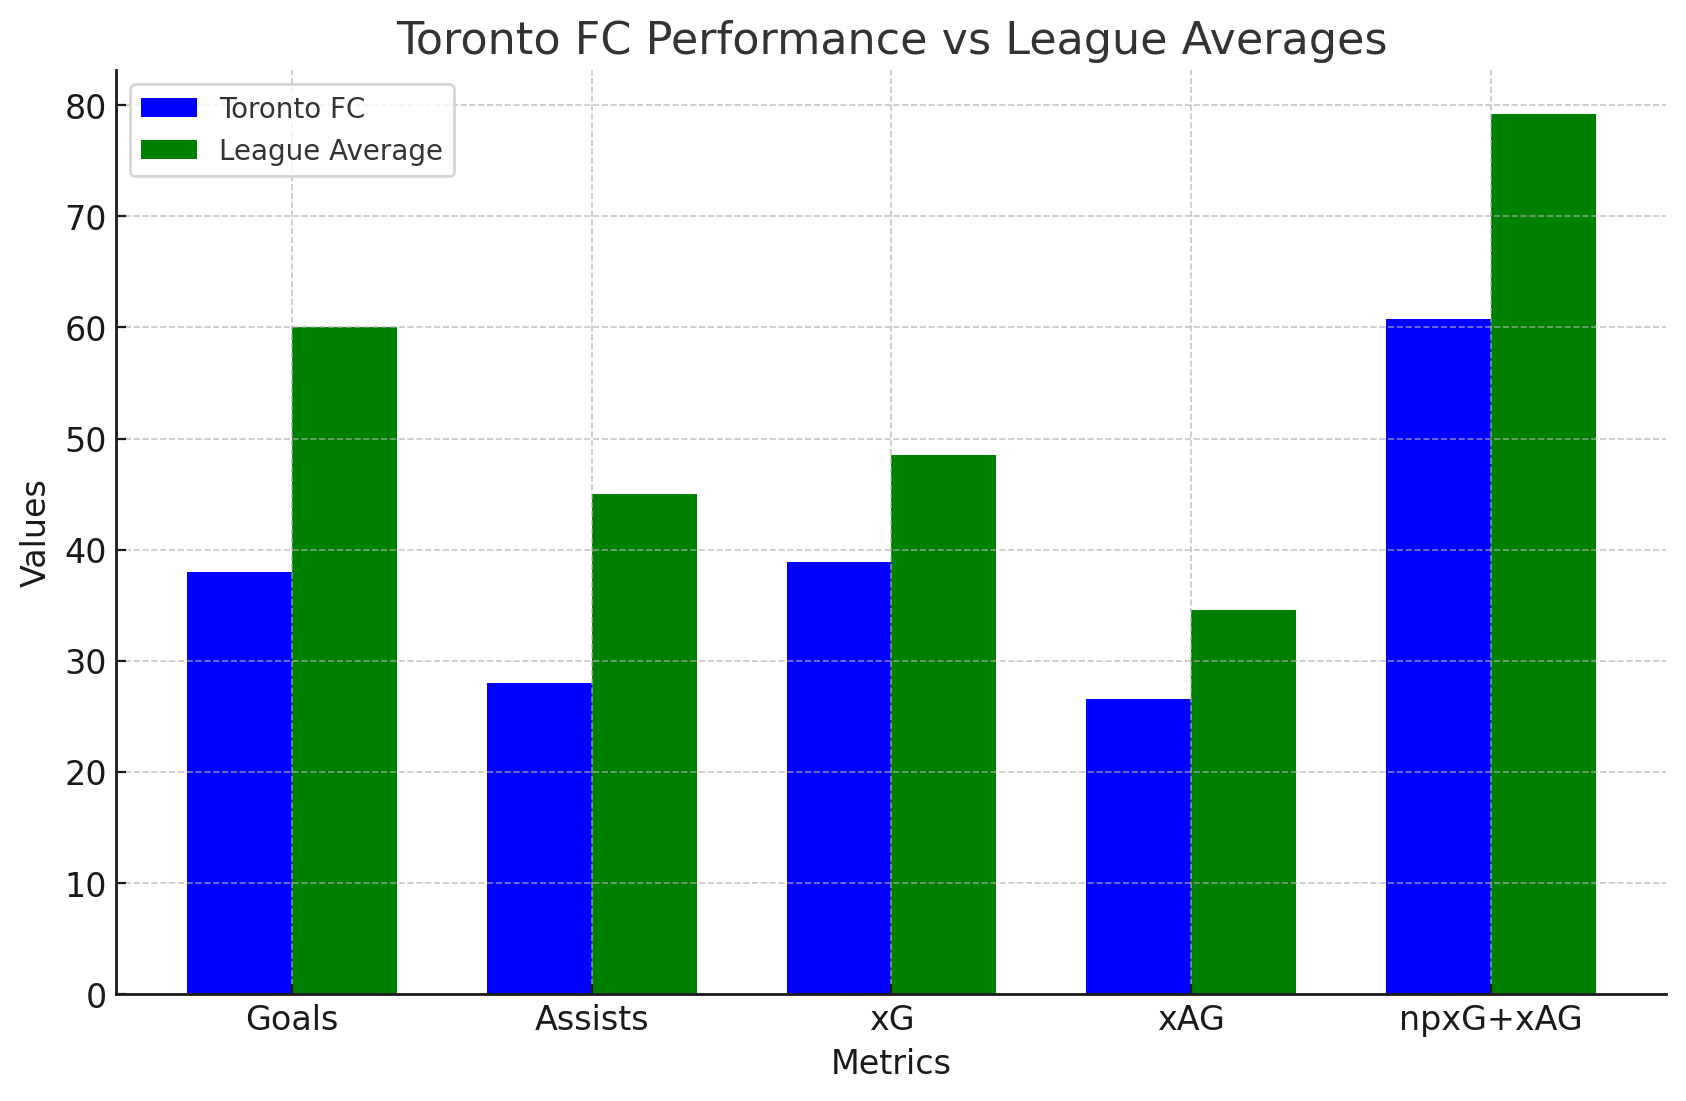 Toronto FC Performance vs League Averages
Toronto FC
League Average
Values
80
70
60
50
40
30
20
10
0
Goals Assists xG xAG npxG+xAG
Metrics